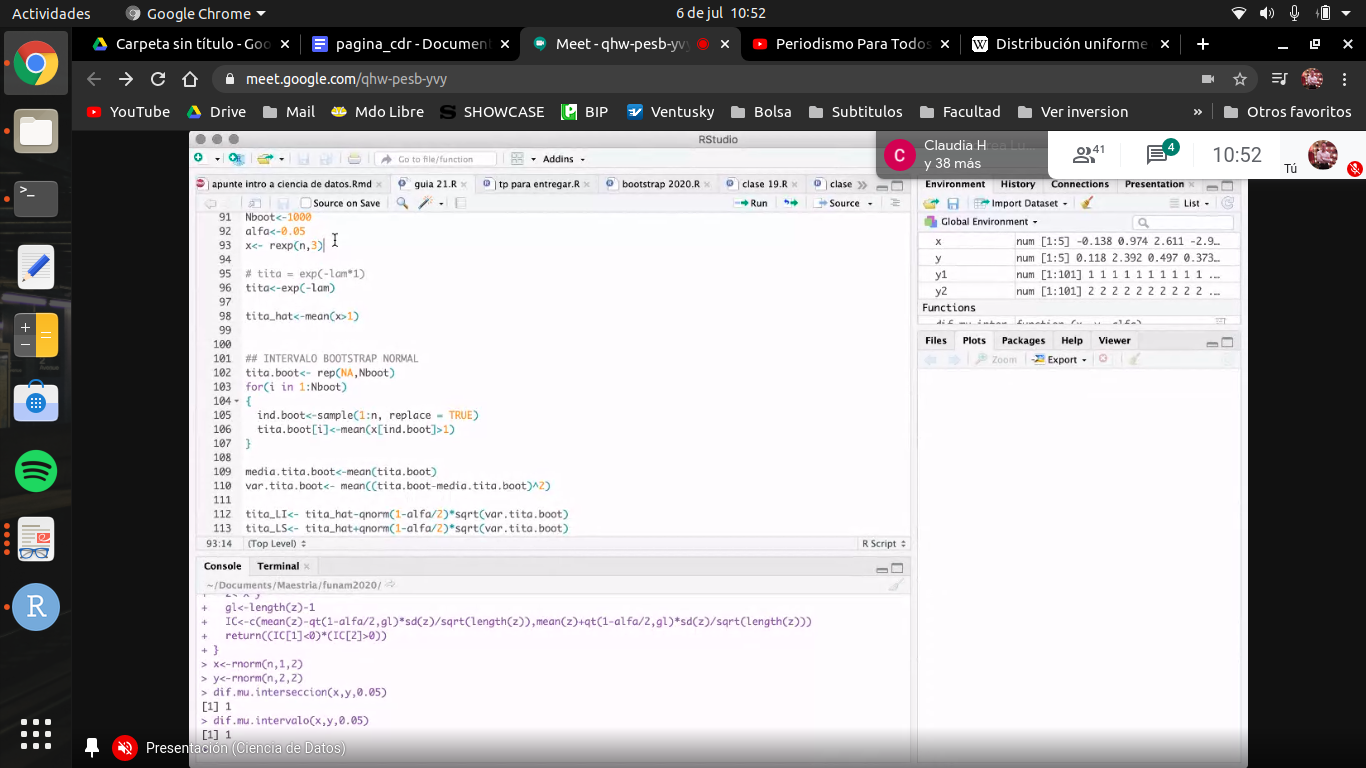 Actividades
Google Chrome
6 de jul 10:52
Carpeta sin título - Goo
pagina_cdr - Document
Meet - qhw-pesb-yvy
Periodismo Para Todos
Distribución uniforme
meet.google.com/qhw-pesb-yvy
YouTube
Drive
Mail
Mdo Libre
SHOWCASE
BIP
Ventusky
Bolsa
Subtitulos
Facultad
Ver inversion
»
Otros favoritos
RStudio
Go to file/function
Addins
Claudia H
y 38 más
C
41
4
10:52
Tú
apunte intro a ciencia de datos.Rmd
guia 21.R
tp para entregar.R
bootstrap 2020.R
clase 19.R
clase
Source on Save
Run
Source
91 Nboot<-1000
92 alfa<-0.05
93 x<- rexp(n,3)
94
95 # tita = exp(-lam*1)
96 tita<-exp(-lam)
97
98 tita_hat<-mean(x>1)
99
100
101 ## INTERVALO BOOTSTRAP NORMAL
102 tita.boot<- rep(NA,Nboot)
103 for(i in 1:Nboot)
104 {
105 ind.boot<-sample(1:n, replace = TRUE)
106 tita.boot[i]<-mean(x[ind.boot]>1)
107 }
108
109 media.tita.boot<-mean(tita.boot)
110 var.tita.boot<- mean((tita.boot-media.tita.boot)^2)
111
112 tita_LI<- tita_hat-qnorm(1-alfa/2)*sqrt(var.tita.boot)
113 tita_LS<- tita_hat+qnorm(1-alfa/2)*sqrt(var.tita.boot)
93:14 (Top Level)
R Script
Console
Terminal
~/Documents/Maestria/funam2020/
+ gl<-length(z)-1
+ IC<-c(mean(z)-qt(1-alfa/2,gl)*sd(z)/sqrt(length(z)),mean(z)+qt(1-alfa/2,gl)*sd(z)/sqrt(length(z)))
+ return((IC[1]<0)*(IC[2]>0))
+ }
> x<-rnorm(n,1,2)
> y<-rnorm(n,2,2)
> dif.mu.interseccion(x,y,0.05)
[1] 1
> dif.mu.intervalo(x,y,0.05)
[1] 1
Presentación (Ciencia de Datos)
Environment
History
Connections
Presentation
Import Dataset
List
Global Environment
x num [1:5] -0.138 0.974 2.611 -2.9…
y num [1:5] 0.118 2.392 0.497 0.373…
y1 num [1:101] 1 1 1 1 1 1 1 1 1 1 ...
y2 num [1:101] 2 2 2 2 2 2 2 2 2 2 ...
Functions
Files
Plots
Packages
Help
Viewer
Zoom
Export